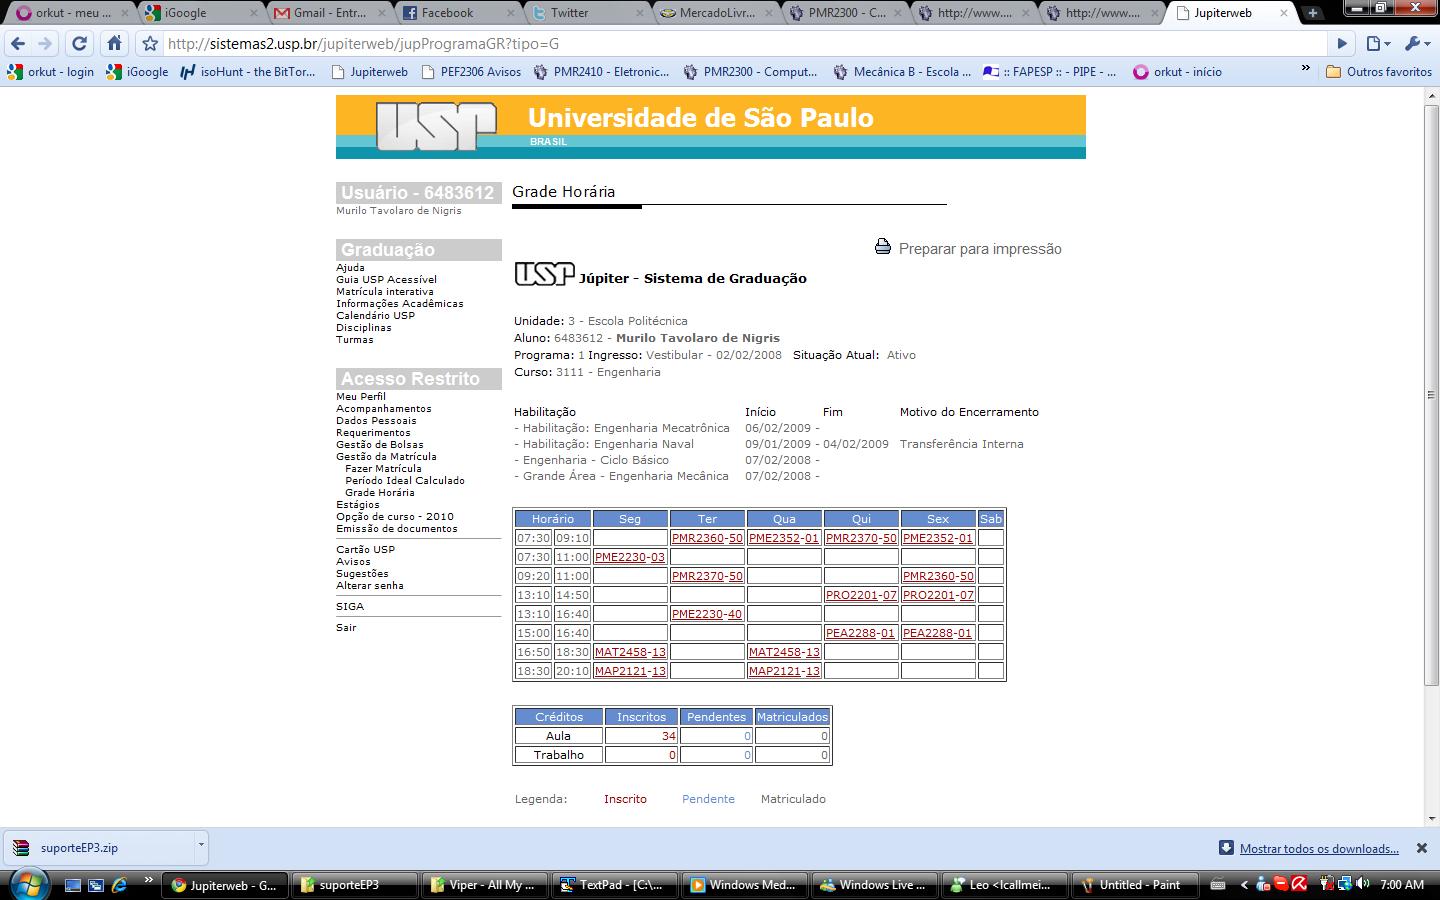 orkut - meu ...
iGoogle
Gmail - Entr...
Facebook
Twitter
MercadoLivr...
PMR2300 - C...
http://www....
http://www....
Jupiterweb
http://sistemas2.usp.br/jupiterweb/jupProgramaGR?tipo=G
orkut - login
iGoogle
isoHunt - the BitTor...
Jupiterweb
PEF2306 Avisos
PMR2410 - Eletronic...
PMR2300 - Comput...
Mecânica B - Escola ...
:: FAPESP :: - PIPE - ...
orkut - início
»
Outros favoritos
USP
Universidade de São Paulo
BRASIL
Usuário - 6483612
Murilo Tavolaro de Nigris
Graduação
Ajuda
Guia USP Acessível
Matrícula interativa
Informações Acadêmicas
Calendário USP
Disciplinas
Turmas
Acesso Restrito
Meu Perfil
Acompanhamentos
Dados Pessoais
Requerimentos
Gestão de Bolsas
Gestão da Matrícula
Fazer Matrícula
Período Ideal Calculado
Grade Horária
Estágios
Opção de curso - 2010
Emissão de documentos
Cartão USP
Avisos
Sugestões
Alterar senha
SIGA
Sair
Grade Horária
Preparar para impressão
USP Júpiter - Sistema de Graduação
Unidade: 3 - Escola Politécnica
Aluno: 6483612 - Murilo Tavolaro de Nigris
Programa: 1 Ingresso: Vestibular - 02/02/2008 Situação Atual: Ativo
Curso: 3111 - Engenharia
Habilitação Início Fim Motivo do Encerramento
- Habilitação: Engenharia Mecatrônica 06/02/2009 -
- Habilitação: Engenharia Naval 09/01/2009 - 04/02/2009 Transferência Interna
- Engenharia - Ciclo Básico 07/02/2008 -
- Grande Área - Engenharia Mecânica 07/02/2008 -
Horário Seg Ter Qua Qui Sex Sab
07:30 09:10 PMR2360-50 PME2352-01 PMR2370-50 PME2352-01
07:30 11:00 PME2230-03
09:20 11:00 PMR2370-50 PMR2360-50
13:10 14:50 PRO2201-07 PRO2201-07
13:10 16:40 PME2230-40
15:00 16:40 PEA2288-01 PEA2288-01
16:50 18:30 MAT2458-13 MAT2458-13
18:30 20:10 MAP2121-13 MAP2121-13
Créditos Inscritos Pendentes Matriculados
Aula 34 0 0
Trabalho 0 0 0
Legenda: Inscrito Pendente Matriculado
suporteEP3.zip
Mostrar todos os downloads...
»
Jupiterweb - G...
suporteEP3
Viper - All My ...
TextPad - [C:\...
Windows Med...
Windows Live ...
Leo <lcallmei...
Untitled - Paint
7:00 AM